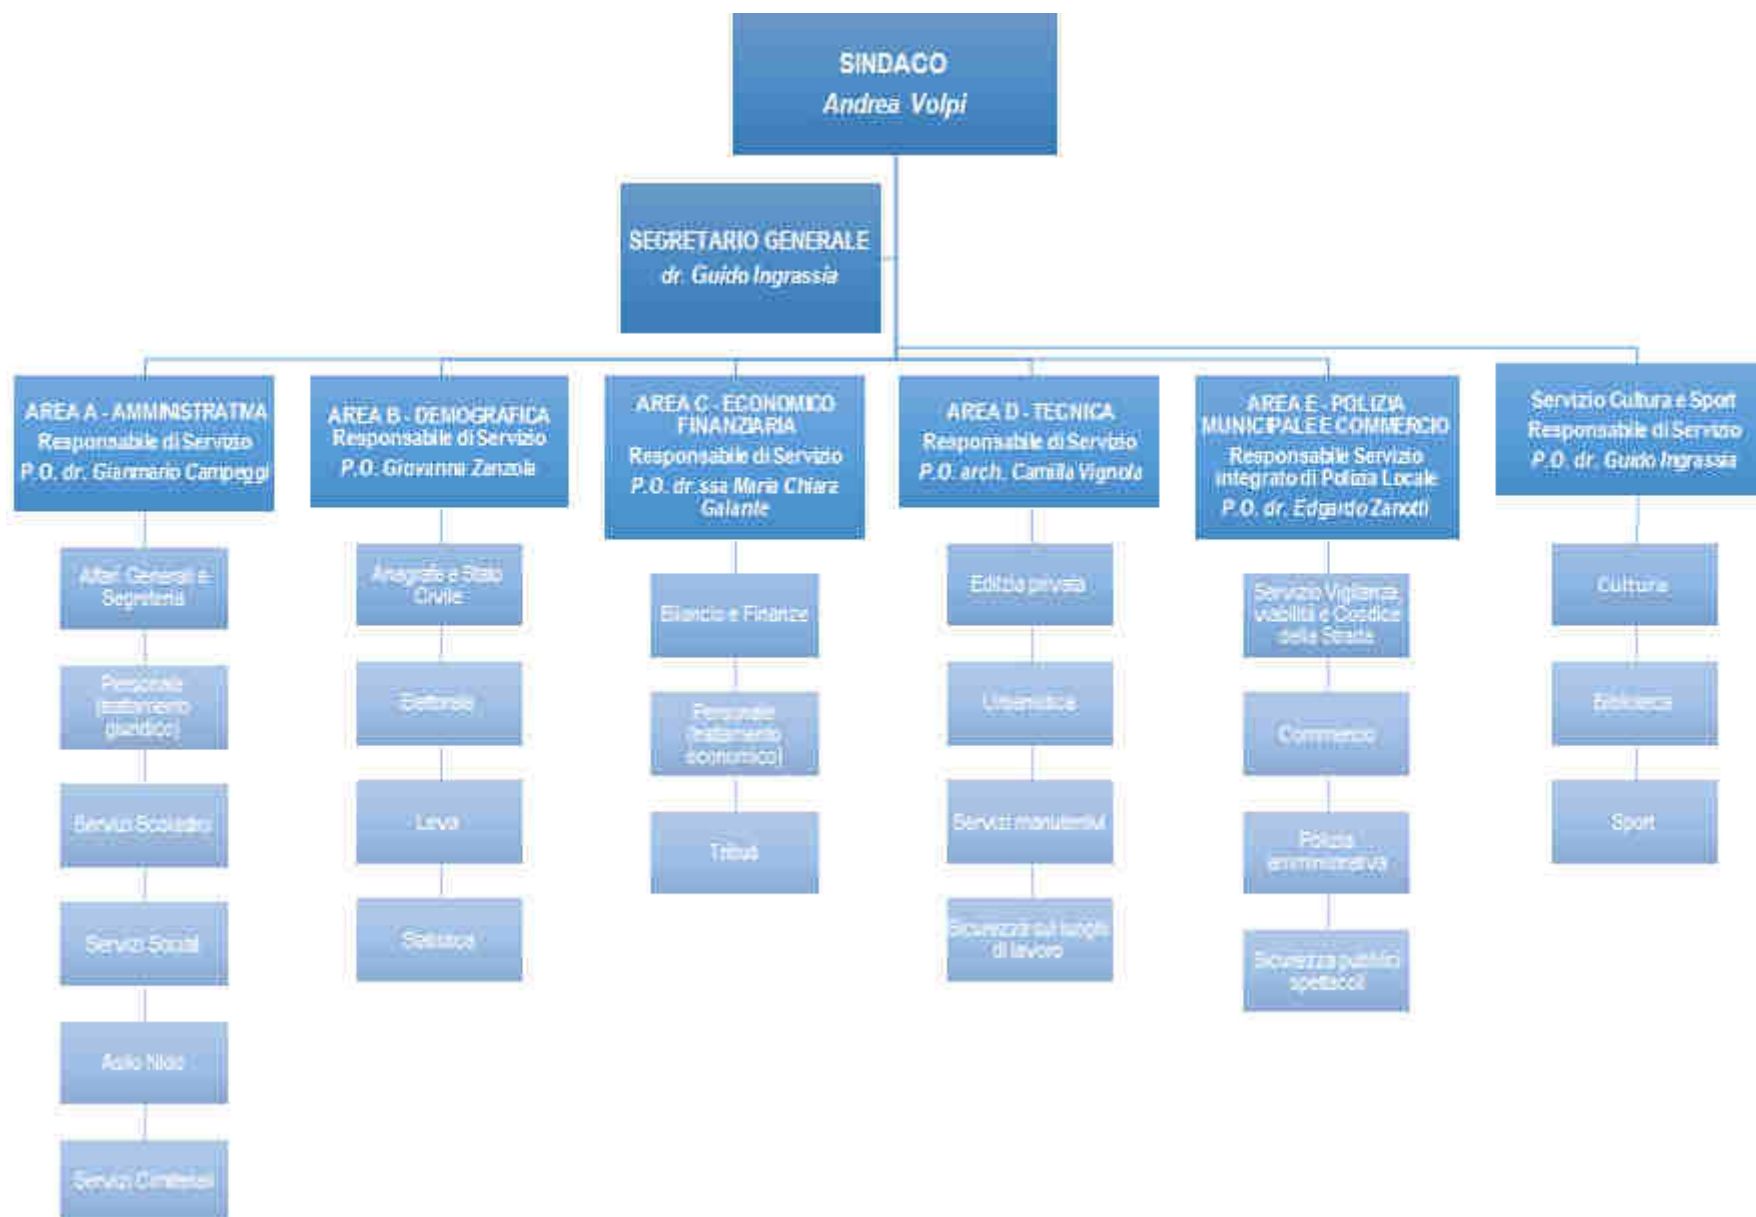 SINDACO
Andrea Volpi
SEGRETARIO GENERALE
dr. Guido Ingrassia
AREA A - AMMINISTRATIVA
Responsabile di Servizio
P.O. dr. Gianmario Campeggi
AREA B - DEMOGRAFICA
Responsabile di Servizio
P.O. Giovanna Zanzola
AREA C - ECONOMICO
FINANZIARIA
Responsabile di Servizio
P.O. dr.ssa Maria Chiara
Galante
AREA D - TECNICA
Responsabile di Servizio
P.O. arch. Camilla Vignola
AREA E - POLIZIA
MUNICIPALE E COMMERCIO
Responsabile Servizio
integrato di Polizia Locale
P.O. dr. Edgardo Zanotti
Servizio Cultura e Sport
Responsabile di Servizio
P.O. dr. Guido Ingrassia
Affari Generali e
Segreteria
Personale
(trattamento
giuridico)
Servizi Scolastici
Servizi Sociali
Asilo Nido
Servizi Cimiteriali
Anagrafe e Stato
Civile
Elettorale
Leva
Statistica
Bilancio e Finanze
Personale
(trattamento
economico)
Tributi
Edilizia privata
Urbanistica
Servizi manutentivi
Sicurezza sul luogho
di lavoro
Servizio Vigilanza,
viabilità e Cosdice
della Strada
Commercio
Polizia
amministrativa
Sicurezza pubblici
spettacoli
Cultura
Biblioteca
Sport